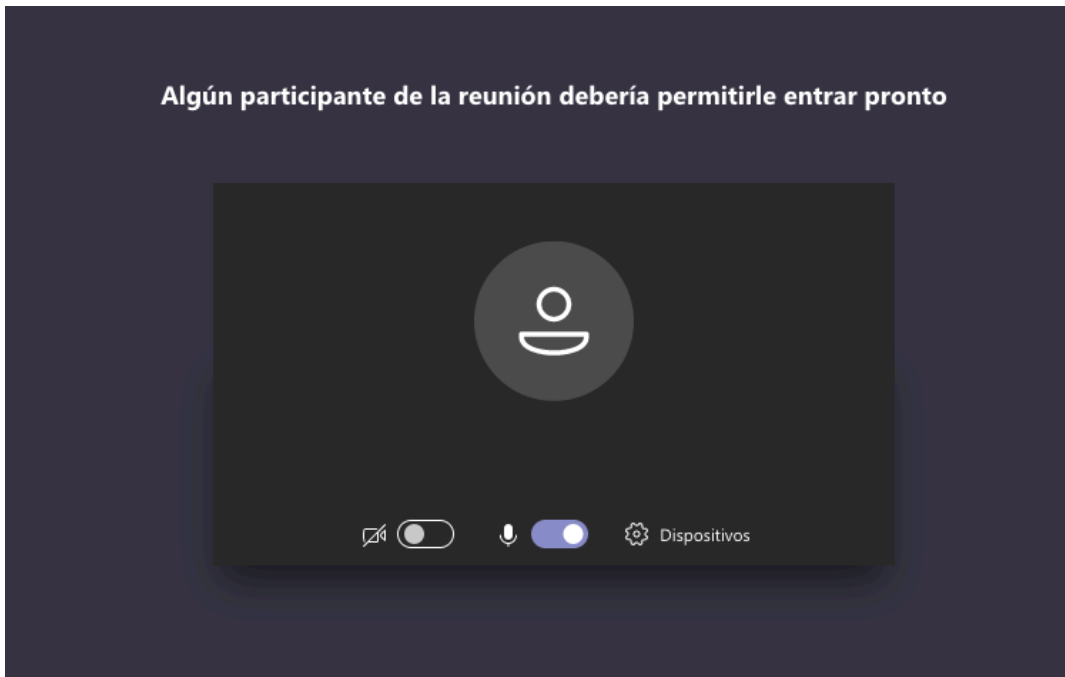 Algún participante de la reunión debería permitirle entrar pronto
Dispositivos